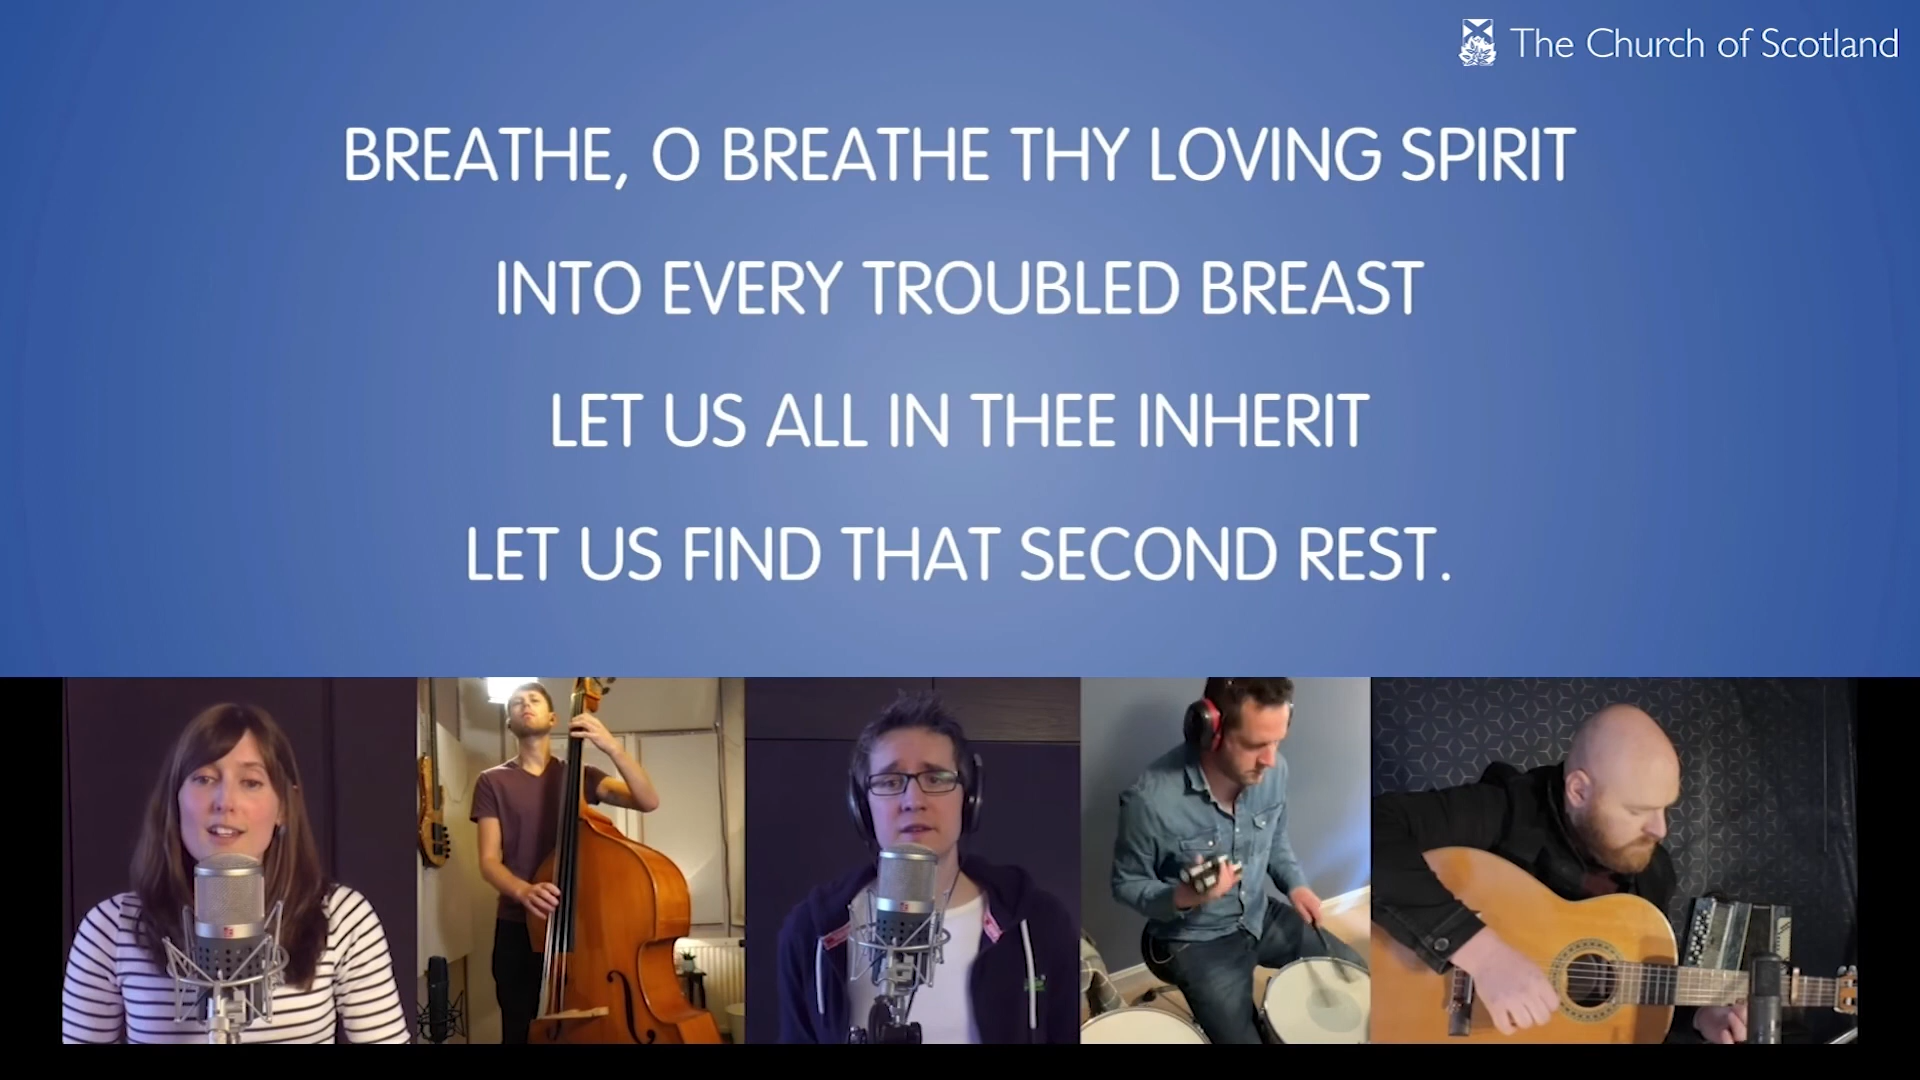 The Church of Scotland
BREATHE, O BREATHE THY LOVING SPIRIT
INTO EVERY TROUBLED BREAST
LET US ALL IN THEE INHERIT
LET US FIND THAT SECOND REST.